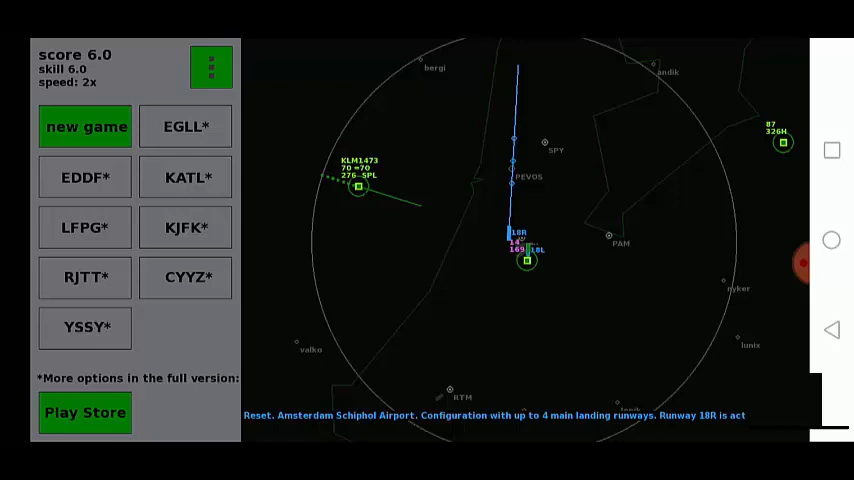 score 6.0
skill 6.0
speed: 2x
new game
EGLL*
EDDF*
KATL*
LFPG*
KJFK*
RJTT*
CYYZ*
YSSY*
*More options in the full version:
Play Store
bergi
andik
87
326H
SPY
KLM1473
70 =70
276 SPL
PEVOS
18R
14
169
18L
PAM
nyker
valko
lunix
RTM
Reset. Amsterdam Schiphol Airport. Configuration with up to 4 main landing runways. Runway 18R is act